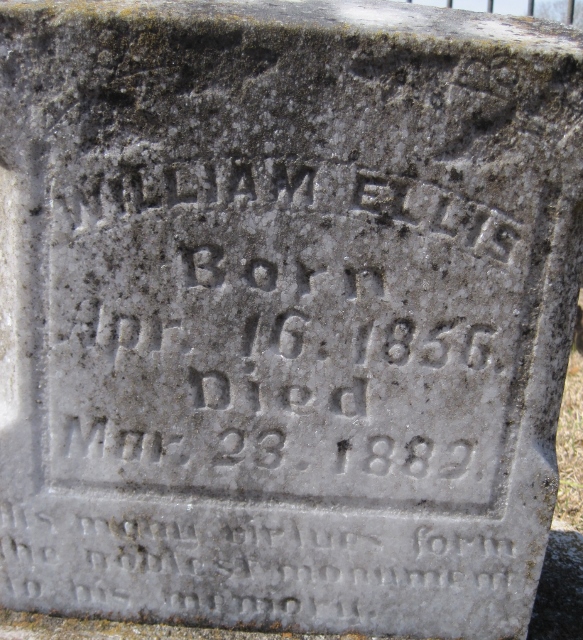 WILLIAM ELLIS
Born
Apr. 16. 1856.
Died
Mar. 23. 1882.
His many virtues form
the noblest monument
to his memory.